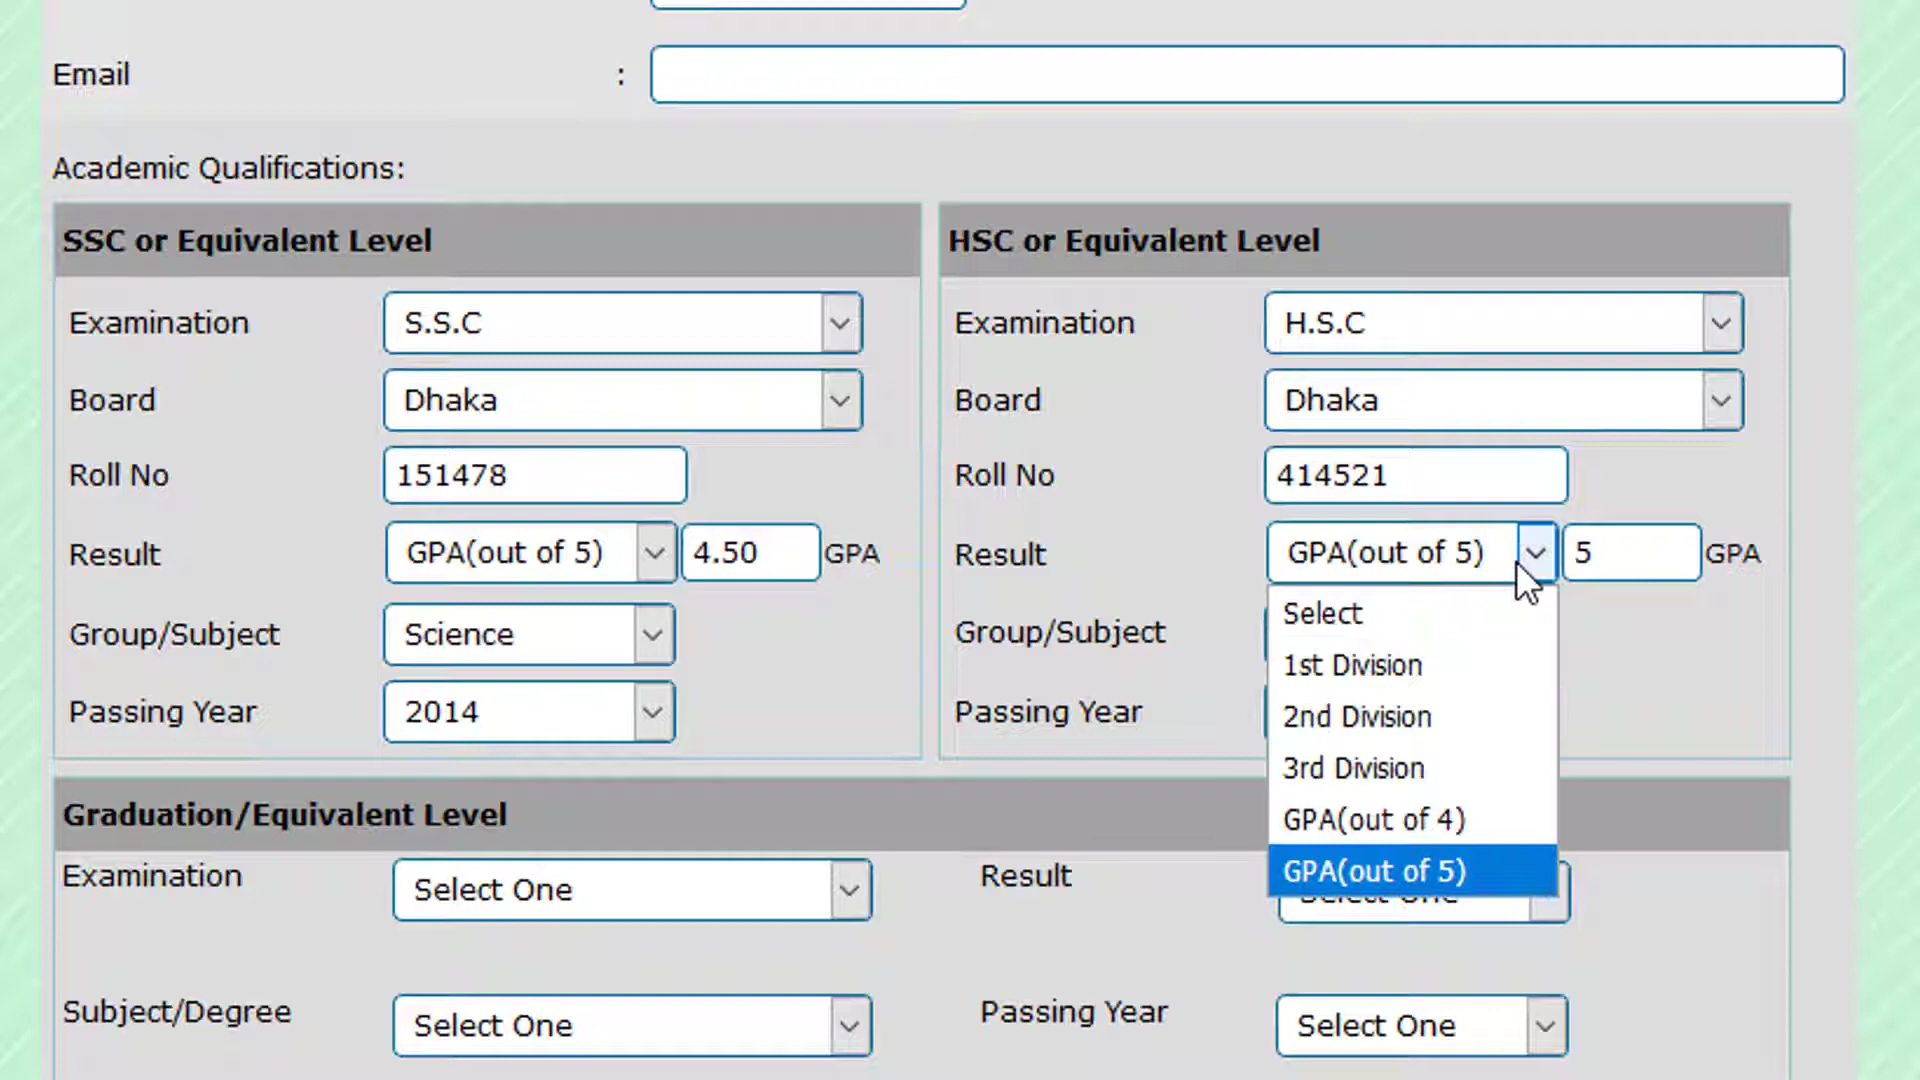 Email :
Academic Qualifications:
SSC or Equivalent Level
Examination S.S.C
Board Dhaka
Roll No 151478
Result GPA(out of 5) 4.50 GPA
Group/Subject Science
Passing Year 2014
HSC or Equivalent Level
Examination H.S.C
Board Dhaka
Roll No 414521
Result GPA(out of 5) 5 GPA
Group/Subject
Passing Year
Select
1st Division
2nd Division
3rd Division
GPA(out of 4)
GPA(out of 5)
Graduation/Equivalent Level
Examination Select One
Result Select One
Subject/Degree Select One
Passing Year Select One